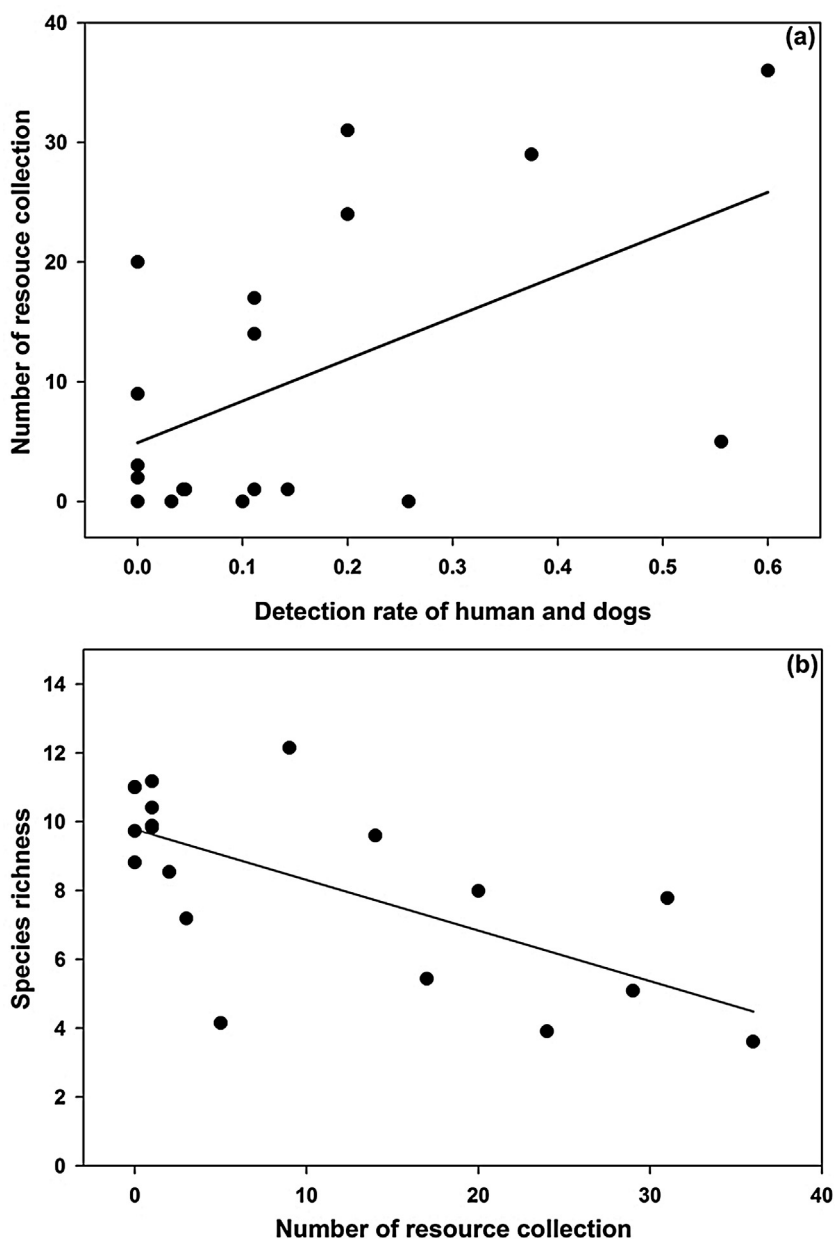 (a)
40
30
20
10
0
Number of resouce collection
0.0 0.1 0.2 0.3 0.4 0.5 0.6
Detection rate of human and dogs
(b)
14
12
10
8
6
4
2
0
Species richness
0 10 20 30 40
Number of resource collection